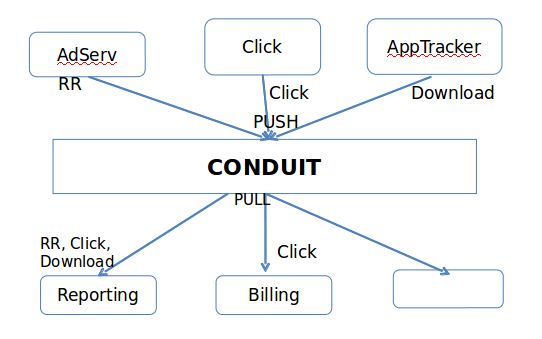 AdServ
Click
AppTracker
RR
Click
Download
PUSH
CONDUIT
PULL
RR, Click,
Download
Click
Reporting
Billing